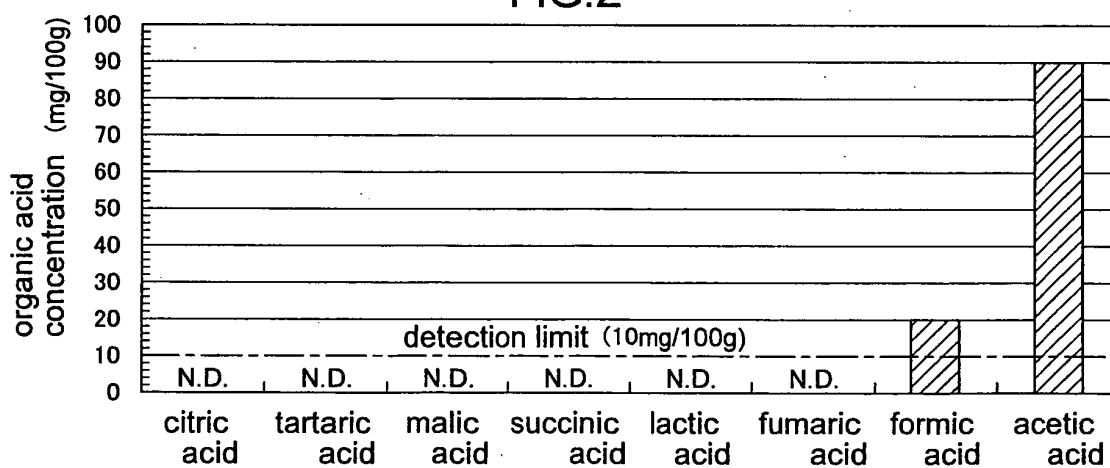 FIG.2
organic acid
concentration (mg/100g)
100
90
80
70
60
50
40
30
20
10
0
detection limit (10mg/100g)
N.D. N.D. N.D. N.D. N.D. N.D.
citric acid
tartaric acid
malic acid
succinic acid
lactic acid
fumaric acid
formic acid
acetic acid